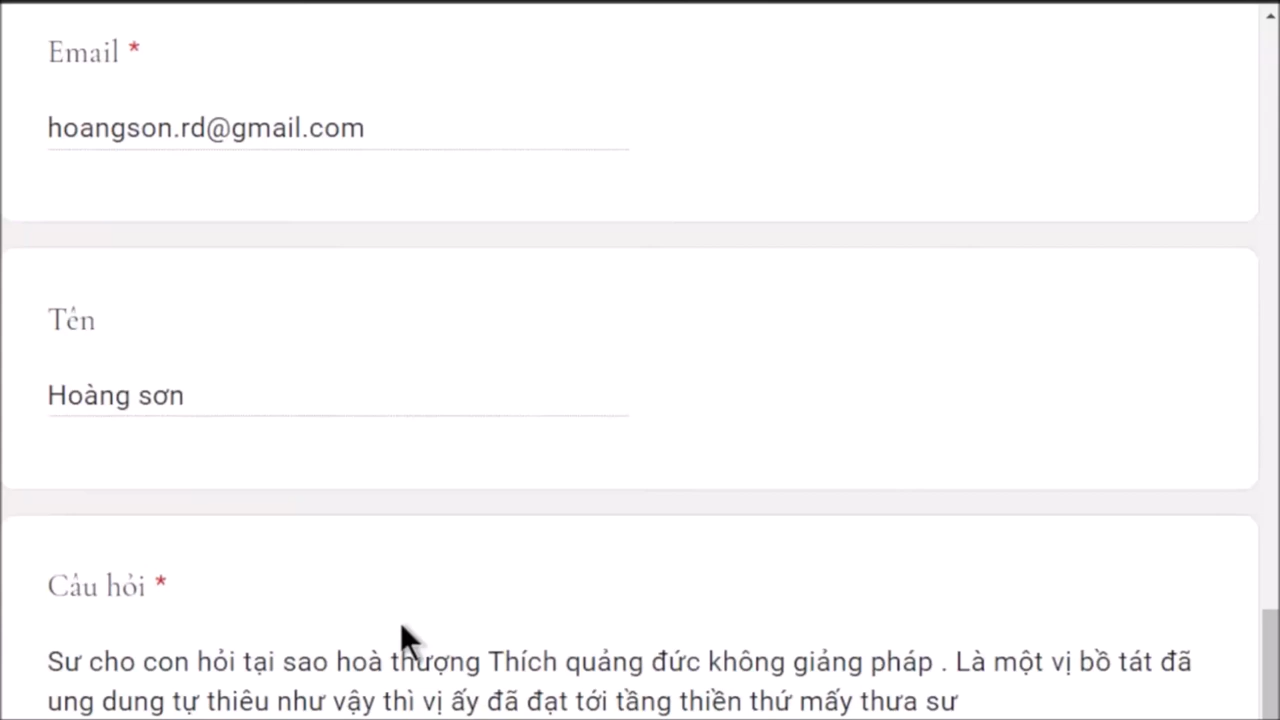 Email *
hoangson.rd@gmail.com
Tên
Hoàng sơn
Câu hỏi *
Sư cho con hỏi tại sao hoà thượng Thích quảng đức không giảng pháp . Là một vị bồ tát đã
ung dung tự thiêu như vậy thì vị ấy đã đạt tới tầng thiền thứ mấy thưa sư